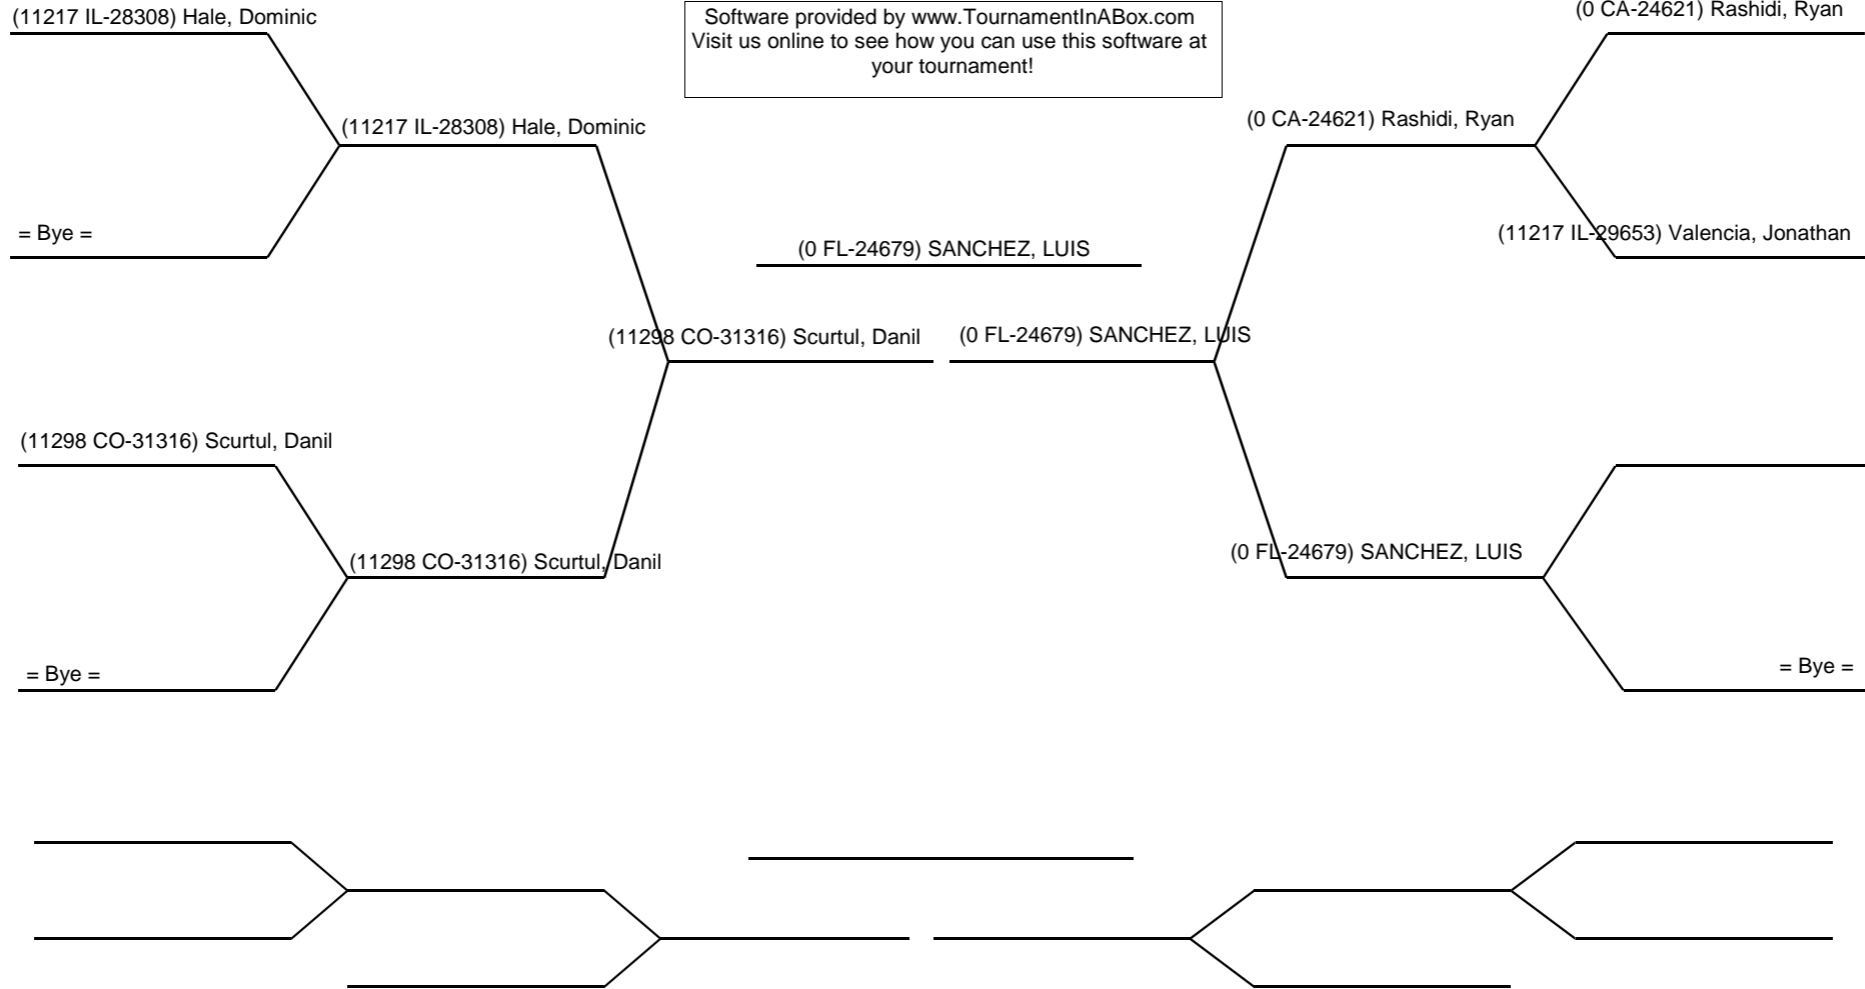 (11217 IL-28308) Hale, Dominic
Software provided by www.TournamentInABox.com
Visit us online to see how you can use this software at
your tournament!
(0 CA-24621) Rashidi, Ryan
(11217 IL-28308) Hale, Dominic
(0 CA-24621) Rashidi, Ryan
= Bye =
(0 FL-24679) SANCHEZ, LUIS
(11217 IL-29653) Valencia, Jonathan
(11298 CO-31316) Scurtul, Danil
(0 FL-24679) SANCHEZ, LUIS
(11298 CO-31316) Scurtul, Danil
(11298 CO-31316) Scurtul, Danil
(0 FL-24679) SANCHEZ, LUIS
= Bye =
= Bye =